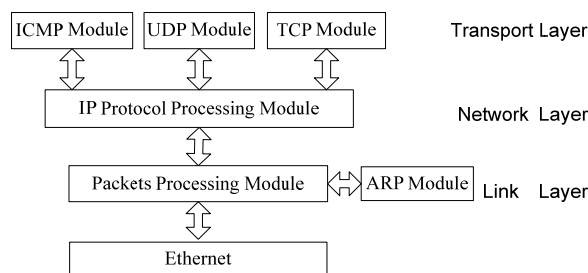 ICMP Module UDP Module TCP Module Transport Layer
IP Protocol Processing Module
Network Layer
Packets Processing Module ARP Module
Link Layer
Ethernet